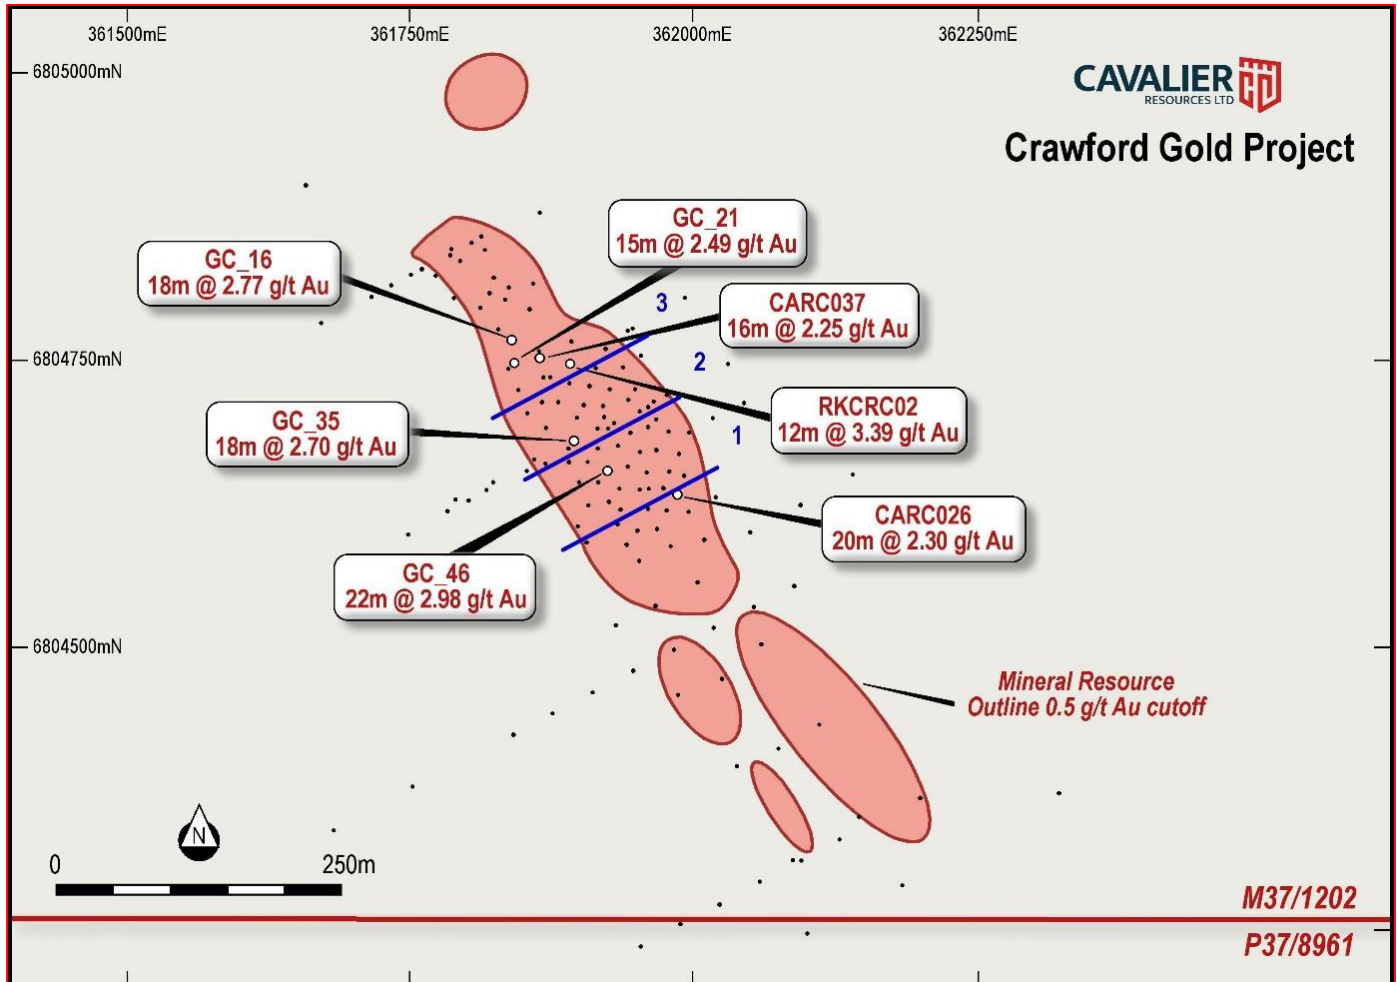 361500mE
361750mE
362000mE
362250mE
6805000mN
CAVALIER
RESOURCES LTD
Crawford Gold Project
GC_21
15m @ 2.49 g/t Au
GC_16
18m @ 2.77 g/t Au
3
CARC037
16m @ 2.25 g/t Au
6804750mN
2
RKCRC02
12m @ 3.39 g/t Au
GC_35
18m @ 2.70 g/t Au
1
CARC026
20m @ 2.30 g/t Au
GC_46
22m @ 2.98 g/t Au
6804500mN
Mineral Resource
Outline 0.5 g/t Au cutoff
N
0
250m
M37/1202
P37/8961